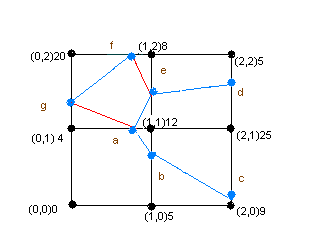 f
(0,2)20
(1,2)8
(2,2)5
e
d
g
(0,1) 4
(1,1)12
a
(2,1)25
b
c
(0,0)0
(1,0)5
(2,0)9